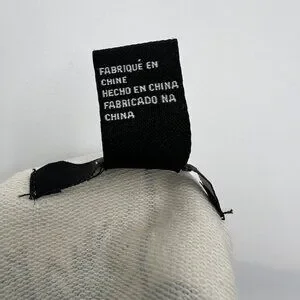 FABRIQUÉ EN
CHINE
HECHO EN CHINA
FABRICADO NA
CHINA